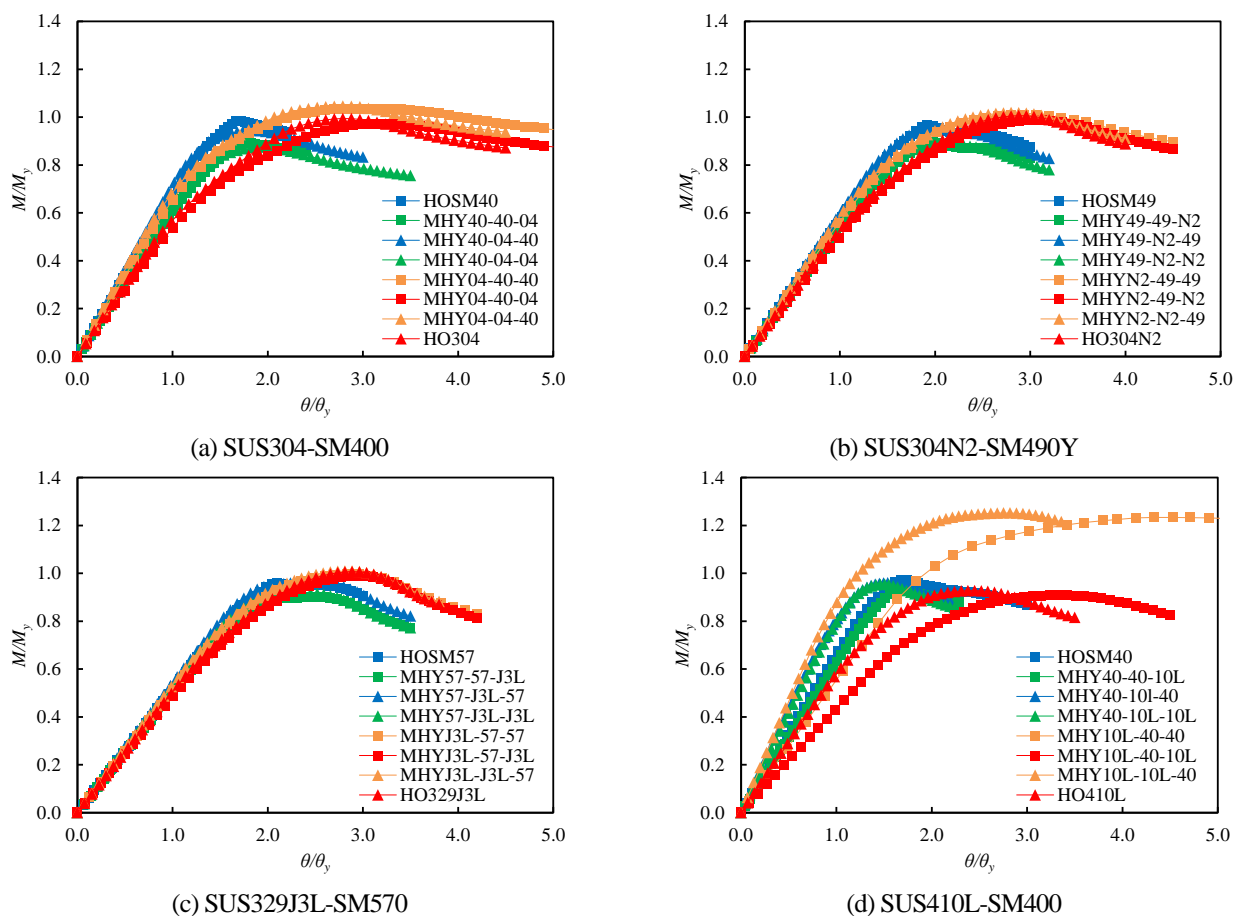 1.4
1.2
1.0
0.8
0.6
0.4
0.2
0.0
M/My
0.0 1.0 2.0 3.0 4.0 5.0
θ/θy
HOSM40
MHY40-40-04
MHY40-04-40
MHY40-04-04
MHY04-40-40
MHY04-40-04
MHY04-04-40
HO304
(a) SUS304-SM400
1.4
1.2
1.0
0.8
0.6
0.4
0.2
0.0
M/My
0.0 1.0 2.0 3.0 4.0 5.0
θ/θy
HOSM49
MHY49-49-N2
MHY49-N2-49
MHY49-N2-N2
MHYN2-49-49
MHYN2-49-N2
MHYN2-N2-49
HO304N2
(b) SUS304N2-SM490Y
1.4
1.2
1.0
0.8
0.6
0.4
0.2
0.0
M/My
0.0 1.0 2.0 3.0 4.0 5.0
θ/θy
HOSM57
MHY57-57-J3L
MHY57-J3L-57
MHY57-J3L-J3L
MHYJ3L-57-57
MHYJ3L-57-J3L
MHYJ3L-J3L-57
HO329J3L
(c) SUS329J3L-SM570
1.4
1.2
1.0
0.8
0.6
0.4
0.2
0.0
M/My
0.0 1.0 2.0 3.0 4.0 5.0
θ/θy
HOSM40
MHY40-40-10L
MHY40-10l-40
MHY40-10L-10L
MHY10L-40-40
MHY10L-40-10L
MHY10L-10L-40
HO410L
(d) SUS410L-SM400